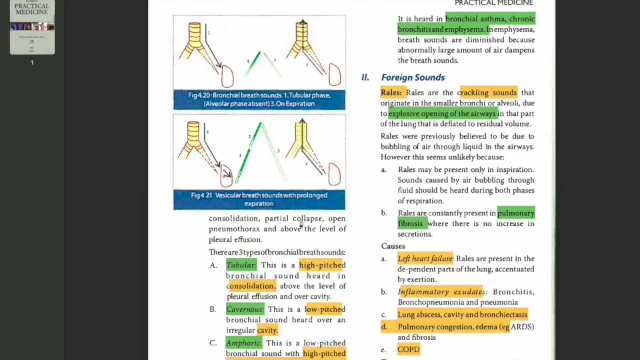 PRACTICAL
MEDICINE
1
PRACTICAL MEDICINE
1
2
3
Fig 4.20 : Bronchial breath sounds 1. Tubular phase,
(Alveolar phase absent) 3. On Expiration
1
2
3
Fig 4.21 : Vesicular breath sounds with prolonged
expiration
consolidation, partial collapse, open
pneumothorax and above the level of
pleural effusion.
There are 3 types of bronchial breath sounds:
A. Tubular: This is a high-pitched
bronchial sound heard in
consolidation, above the level of
pleural effusion and over cavity.
B. Cavernous: This is a low-pitched
bronchial sound heard over an
irregular cavity.
C. Amphoric: This is a low-pitched
bronchial sound with high-pitched
It is heard in bronchial asthma, chronic
bronchitis and emphysema. In emphysema,
breath sounds are diminished because
abnormally large amount of air dampens
the breath sounds.
II. Foreign Sounds
Rales: Rales are the crackling sounds that
originate in the smaller bronchi or alveoli, due
to explosive opening of the airways in that part
of the lung that is deflated to residual volume.
Rales were previously believed to be due to
bubbling of air through liquid in the airways.
However this seems unlikely because:
a. Rales may be present only in inspiration.
Sounds caused by air bubbling through
fluid should be heard during both phases
of respiration.
b. Rales are constantly present in pulmonary
fibrosis where there is no increase in
secretions.
Causes
a. Left heart failure: Rales are present in the
de-pendent parts of the lung, accentuated
by exertion.
b. Inflammatory exudates: Bronchitis,
Bronchopneumonia and pneumonia
c. Lung abscess, cavity and bronchiectasis
d. Pulmonary congestion, edema (eg ARDS)
and fibrosis
e. COPD